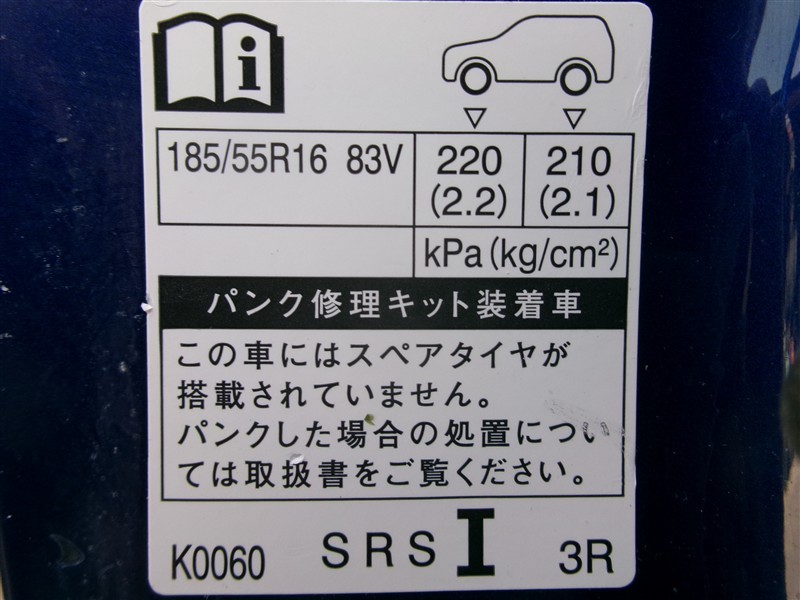 i
185/55R16 83V 220 210
(2.2) (2.1)
kPa(kg/cm²)
パンク修理キット装着車
この車にはスペアタイヤが
搭載されていません。
パンクした場合の処置につい
ては取扱書をご覧ください。
K0060 SRS I 3R